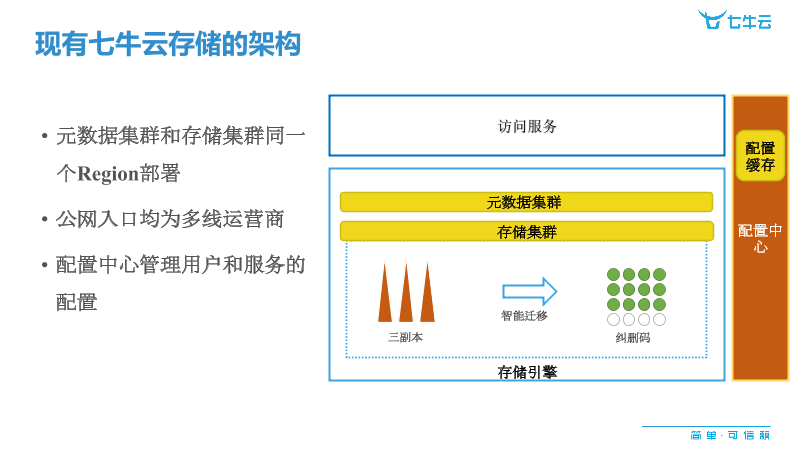 七牛云
现有七牛云存储的架构
• 元数据集群和存储集群同一
个Region部署
• 公网入口均为多线运营商
• 配置中心管理用户和服务的
配置
访问服务
元数据集群
存储集群
智能迁移
三副本
纠删码
存储引擎
配置
缓存
配置中
心
简单·可信赖